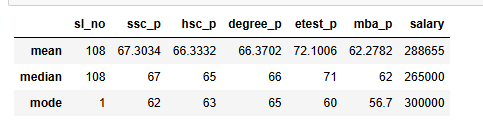 sl_no ssc_p hsc_p degree_p etest_p mba_p salary
mean 108 67.3034 66.3332 66.3702 72.1006 62.2782 288655
median 108 67 65 66 71 62 265000
mode 1 62 63 65 60 56.7 300000